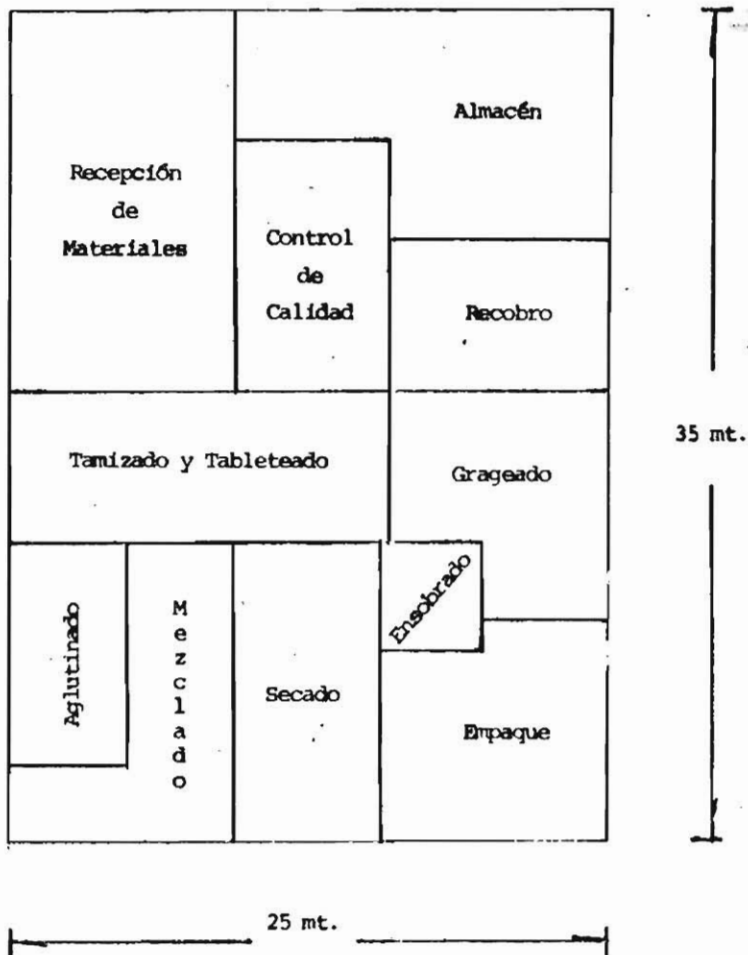 Almacén
Recepción
de
Materiales
Control
de
Calidad
Recobro
35 mt.
Tamizado y Tableteado
Grageado
Aglutinado
Mezclado
Secado
Ensobrado
Empaque
25 mt.